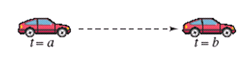 t = a
t = b